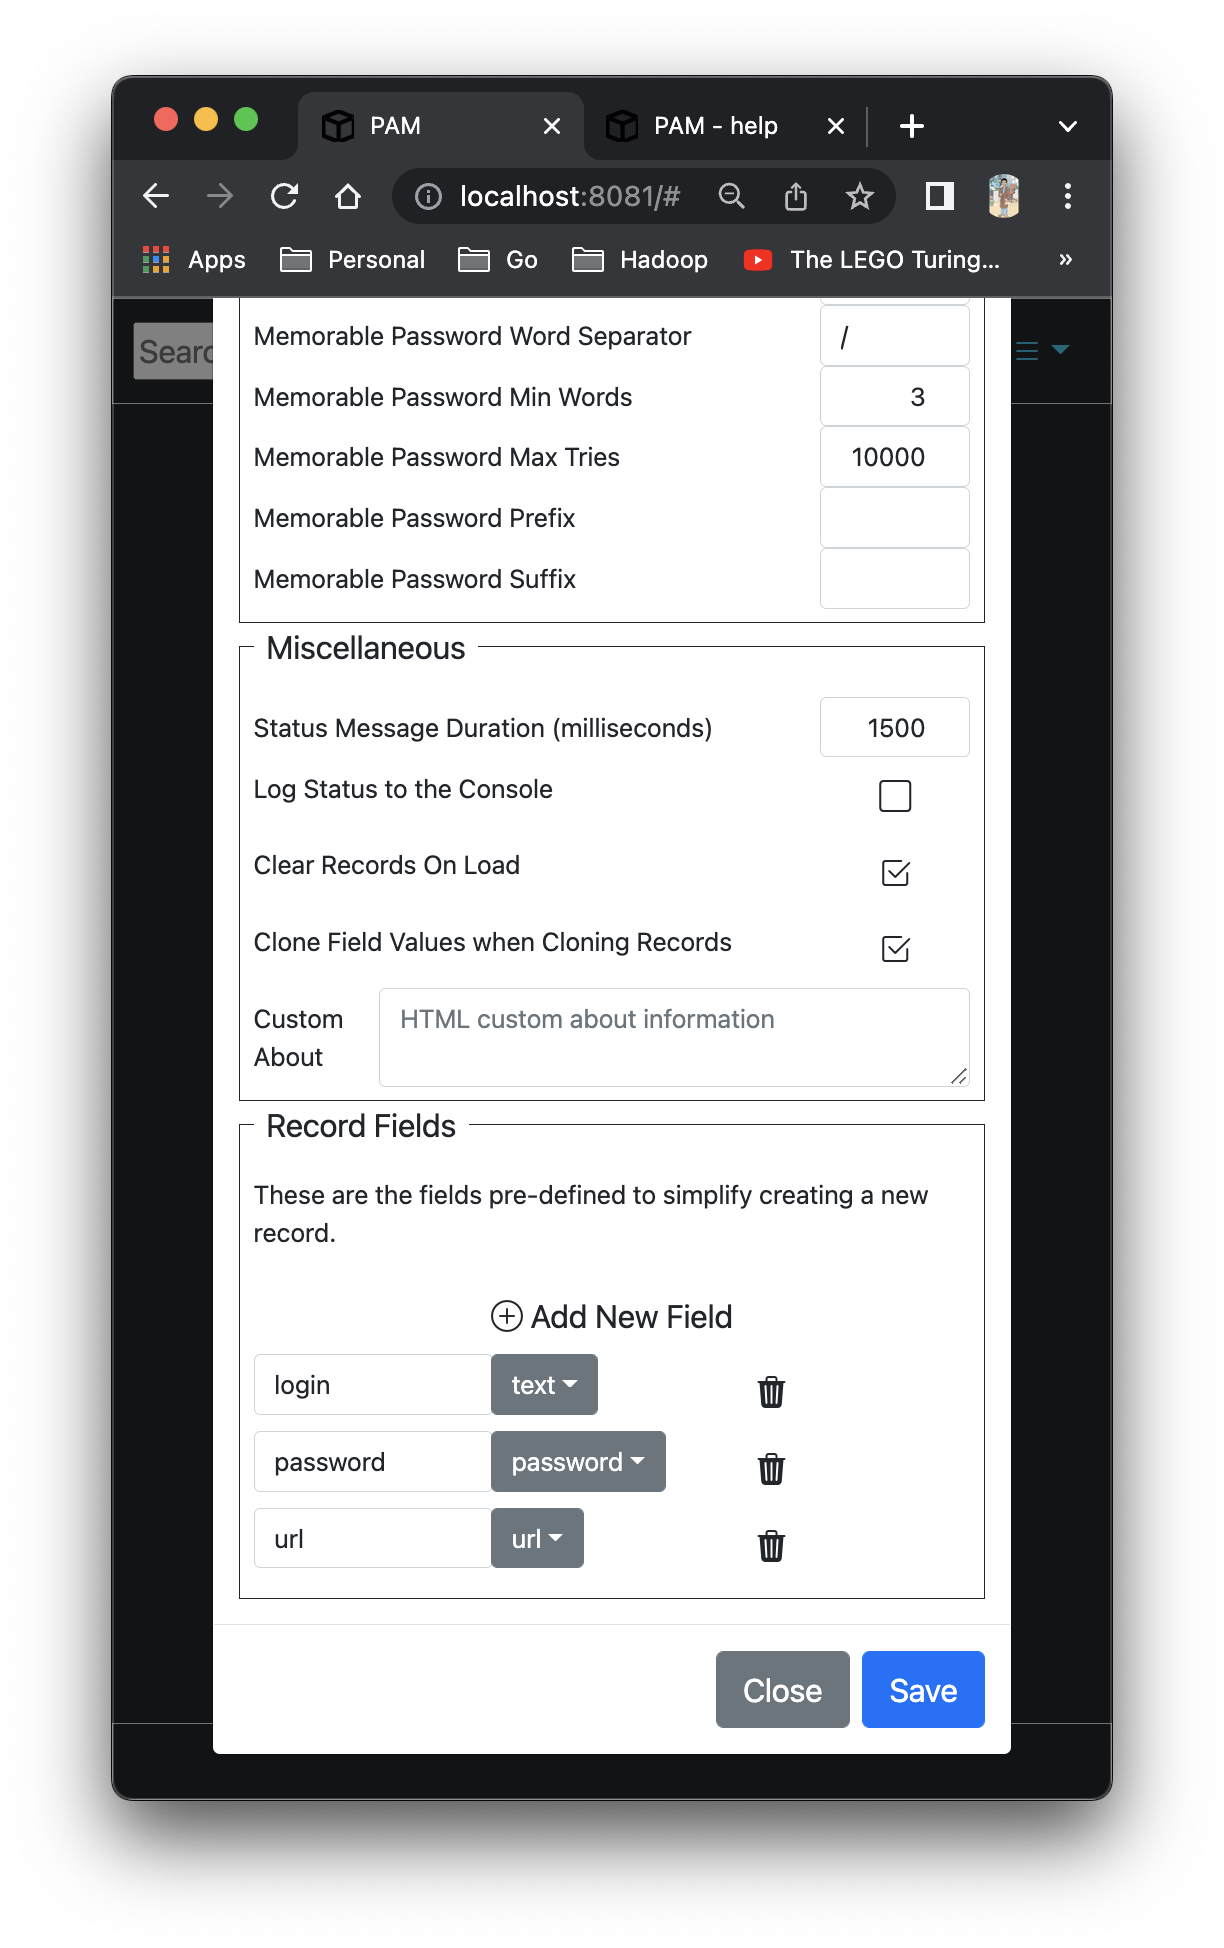 PAM
PAM - help
localhost:8081/#
Apps
Personal
Go
Hadoop
The LEGO Turing...
»
Searc
Memorable Password Word Separator /
Memorable Password Min Words 3
Memorable Password Max Tries 10000
Memorable Password Prefix
Memorable Password Suffix
Miscellaneous
Status Message Duration (milliseconds) 1500
Log Status to the Console
Clear Records On Load
Clone Field Values when Cloning Records
Custom
About
HTML custom about information
Record Fields
These are the fields pre-defined to simplify creating a new
record.
Add New Field
login text
password password
url url
Close Save